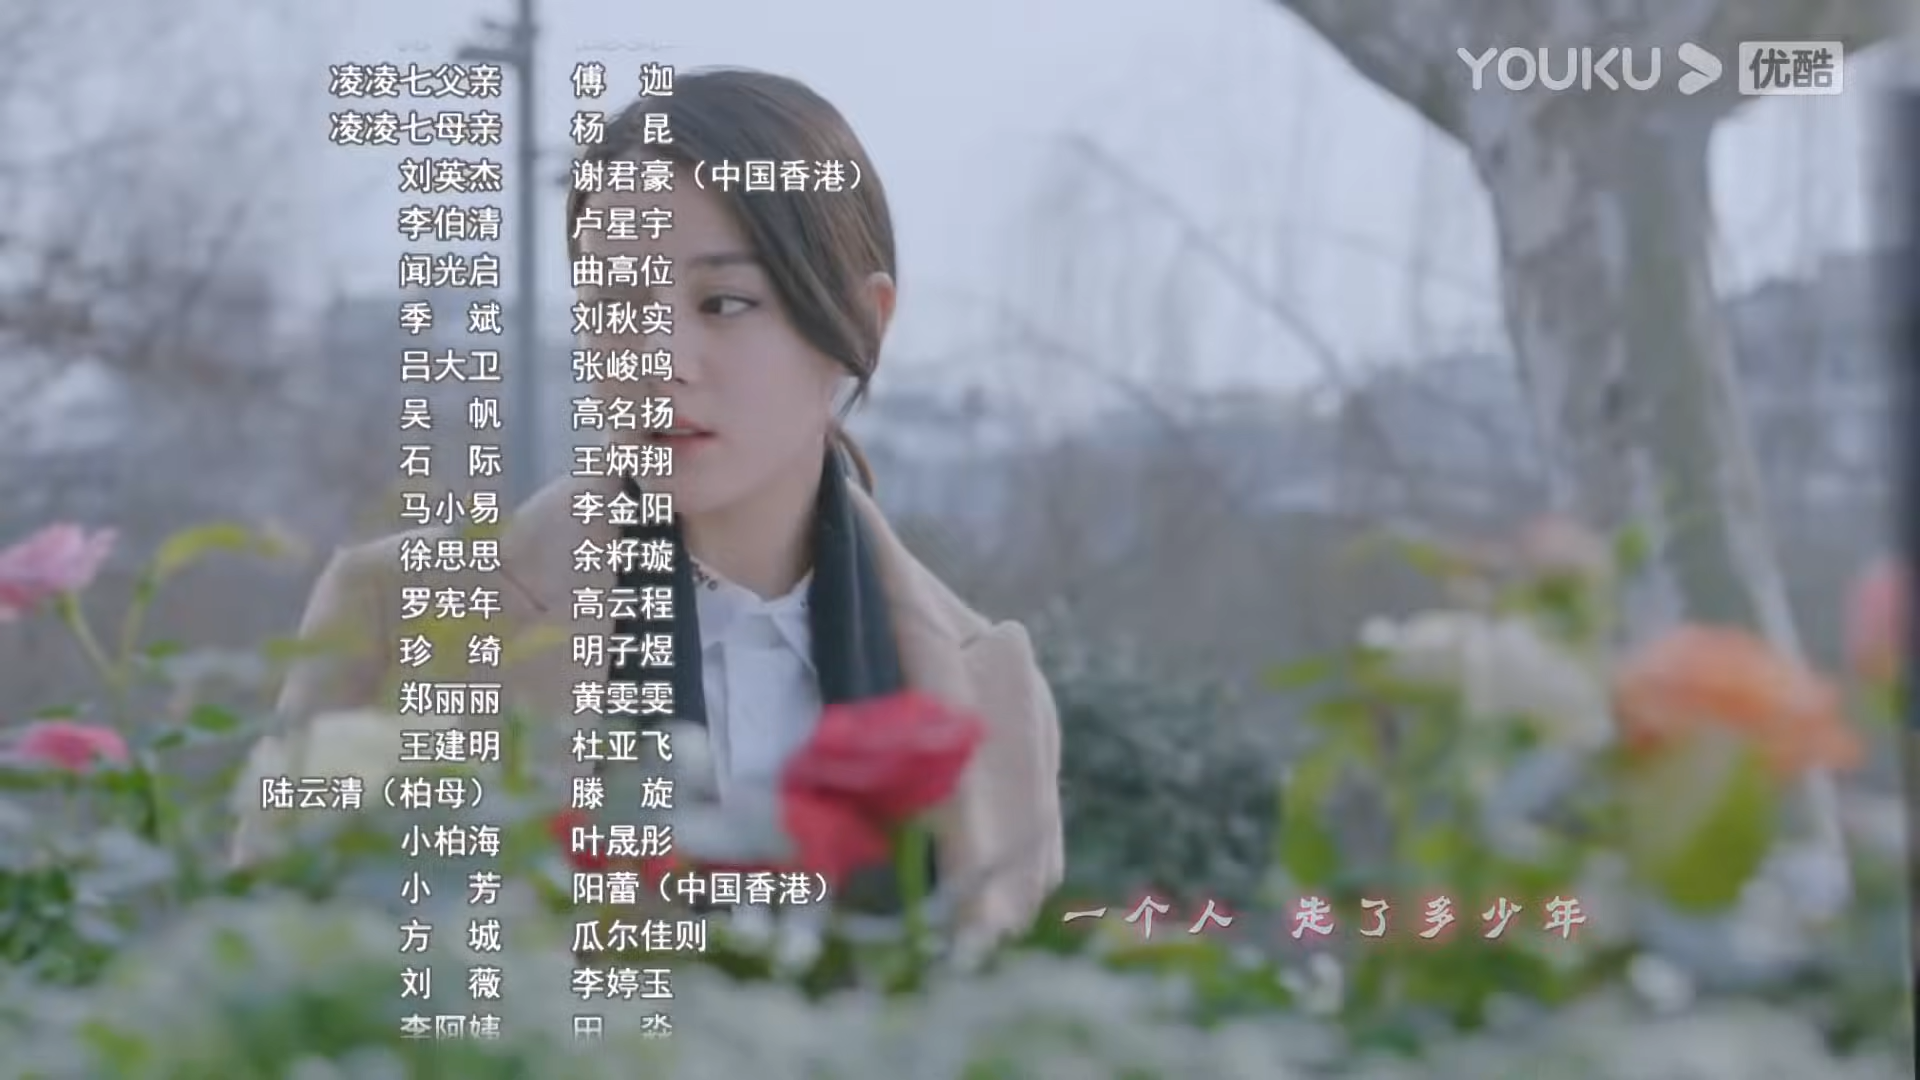 YOUKU 优酷
凌凌七父亲 傅 迦
凌凌七母亲 杨 昆
刘英杰 谢君豪（中国香港）
李伯清 卢星宇
闻光启 曲高位
季 斌 刘秋实
吕大卫 张峻鸣
吴 帆 高名扬
石 际 王炳翔
马小易 李金阳
徐思思 余籽璇
罗宪年 高云程
珍 绮 明子煜
郑丽丽 黄雯雯
王建明 杜亚飞
陆云清（柏母） 滕 旋
小柏海 叶晟彤
小 芳 阳蕾（中国香港）
方 城 瓜尔佳则
刘 薇 李婷玉
李阿姨 田 淼
一个人 走了多少年